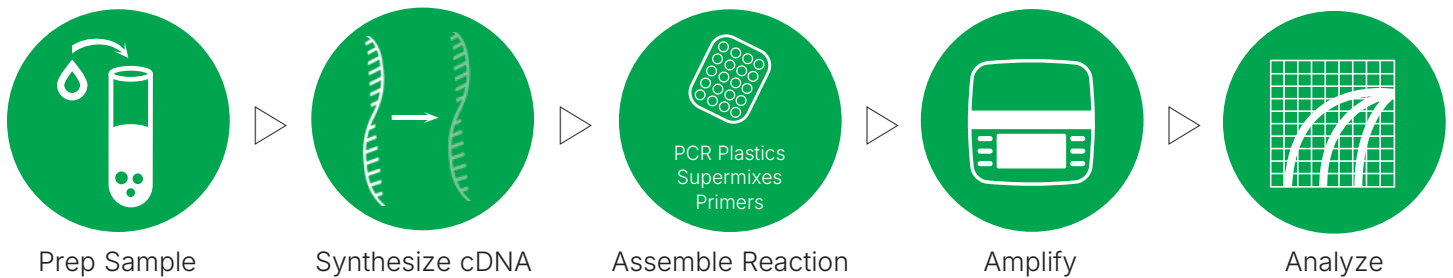 PCR Plastics
Supermixes
Primers
Prep Sample
Synthesize cDNA
Assemble Reaction
Amplify
Analyze